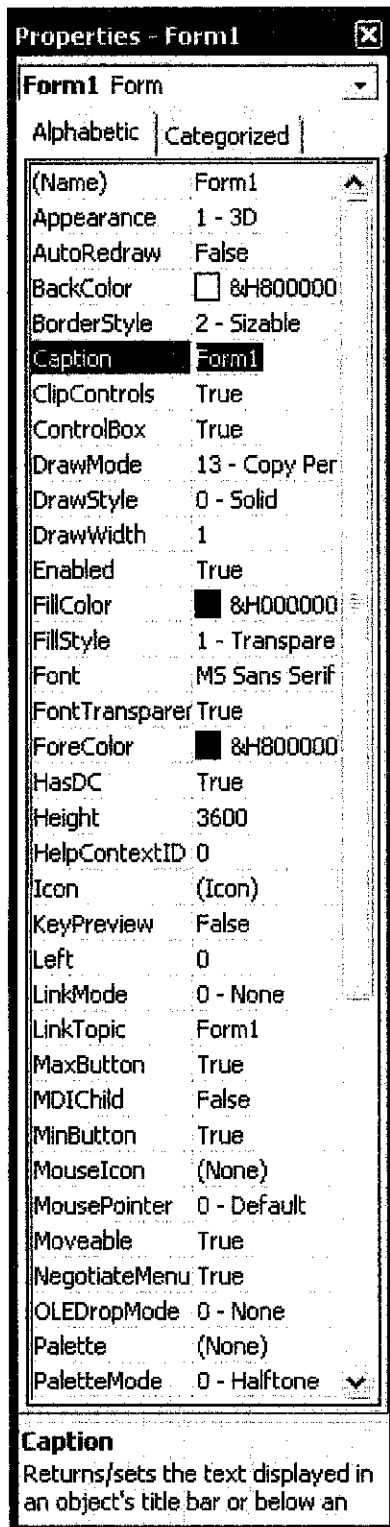 Properties - Form1
Form1 Form
Alphabetic Categorized
(Name) Form1
Appearance 1 - 3D
AutoRedraw False
BackColor &H800000
BorderStyle 2 - Sizable
Caption Form1
ClipControls True
ControlBox True
DrawMode 13 - Copy Per
DrawStyle 0 - Solid
DrawWidth 1
Enabled True
FillColor &H000000
FillStyle 1 - Transpare
Font MS Sans Serif
FontTransparer True
ForeColor &H800000
HasDC True
Height 3600
HelpContextID 0
Icon (Icon)
KeyPreview False
Left 0
LinkMode 0 - None
LinkTopic Form1
MaxButton True
MDIChild False
MinButton True
MouseIcon (None)
MousePointer 0 - Default
Moveable True
NegotiateMenu True
OLEDropMode 0 - None
Palette (None)
PaletteMode 0 - Halftone
Caption
Returns/sets the text displayed in
an object's title bar or below an